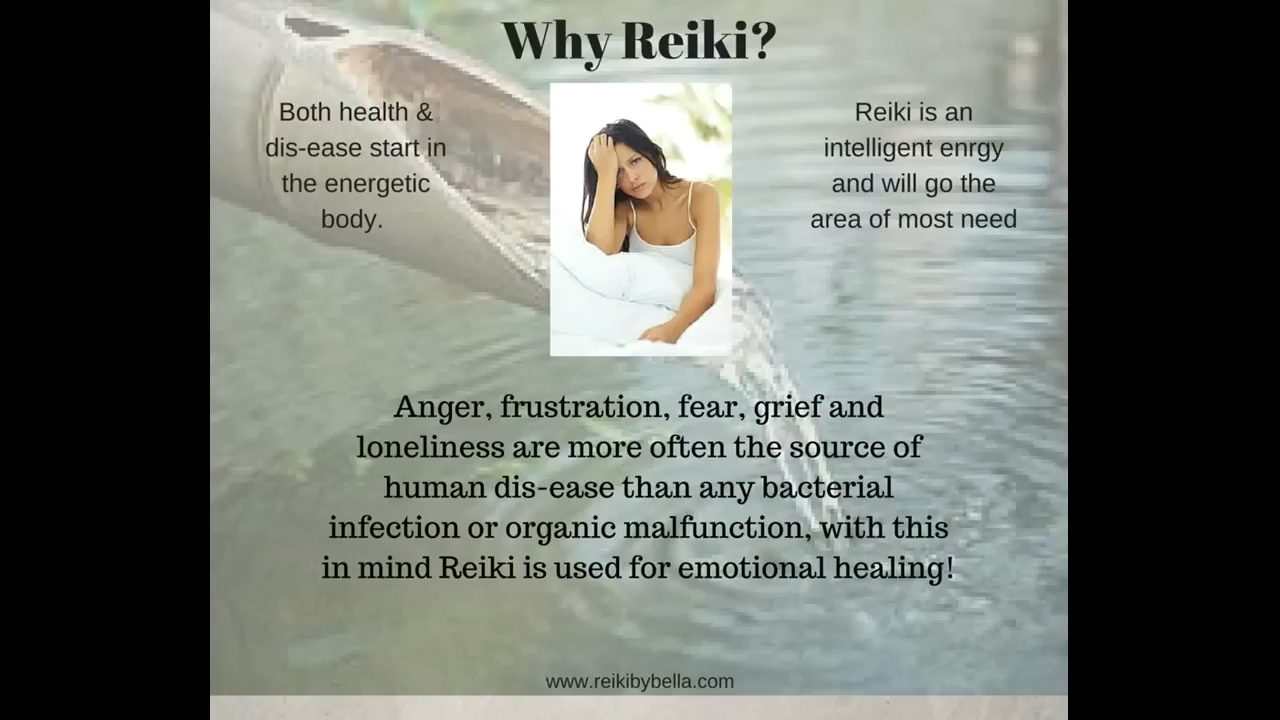 Why Reiki?
Both health &
dis-ease start in
the energetic
body.
Reiki is an
intelligent enrgy
and will go the
area of most need
Anger, frustration, fear, grief and
loneliness are more often the source of
human dis-ease than any bacterial
infection or organic malfunction, with this
in mind Reiki is used for emotional healing!
www.reikibybella.com